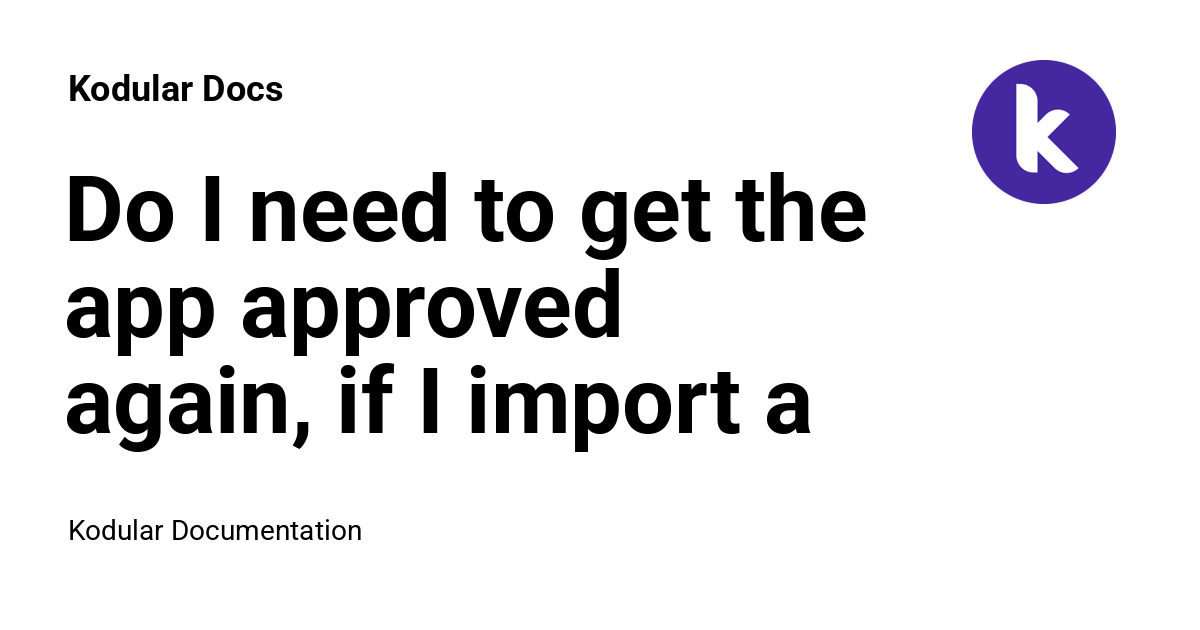 Kodular Docs
Do I need to get the
app approved
again, if I import a
Kodular Documentation